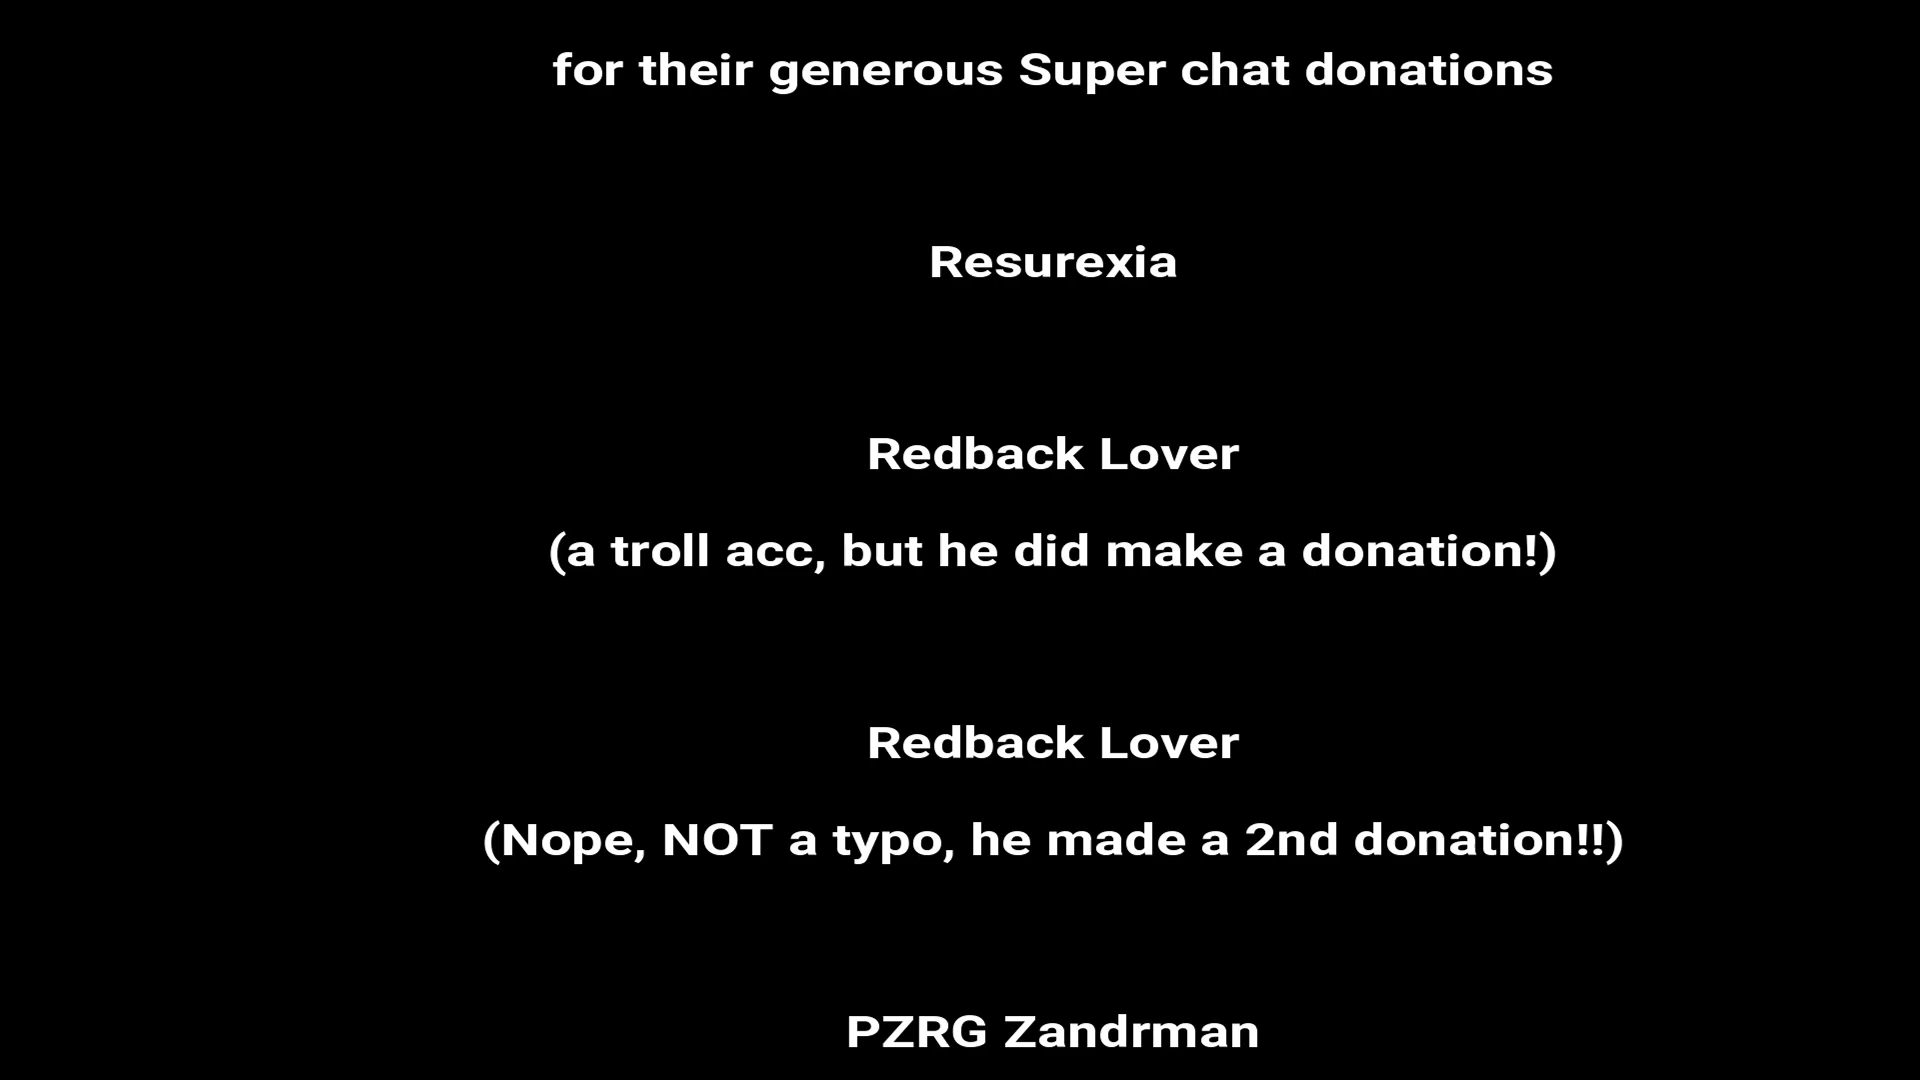 for their generous Super chat donations
Resurexia
Redback Lover
(a troll acc, but he did make a donation!)
Redback Lover
(Nope, NOT a typo, he made a 2nd donation!!)
PZRG Zandrman